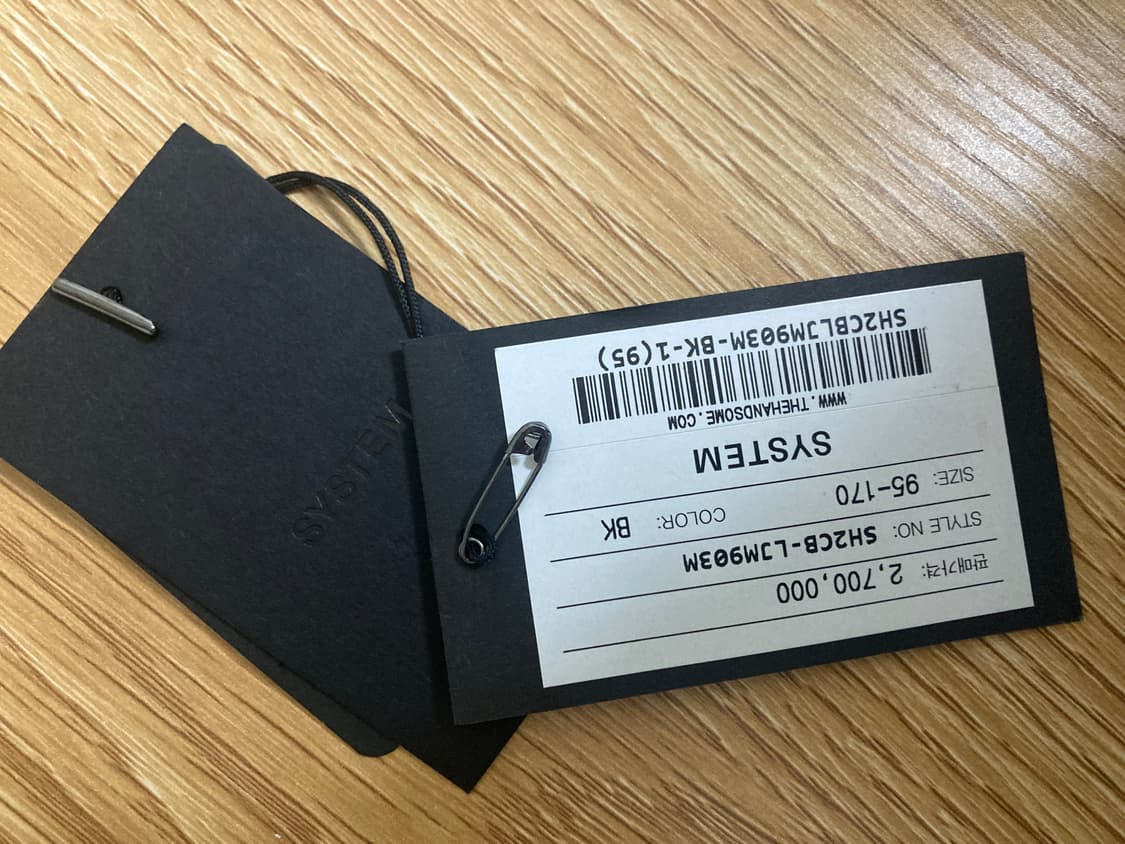 SYSTEM
SH2CBLJM903M-BK-1(95)
WWW.THEHANDSOME.COM
SYSTEM
SIZE: 95-170
COLOR: BK
STYLE NO: SH2CB-LJM903M
판매가격: 2,700,000